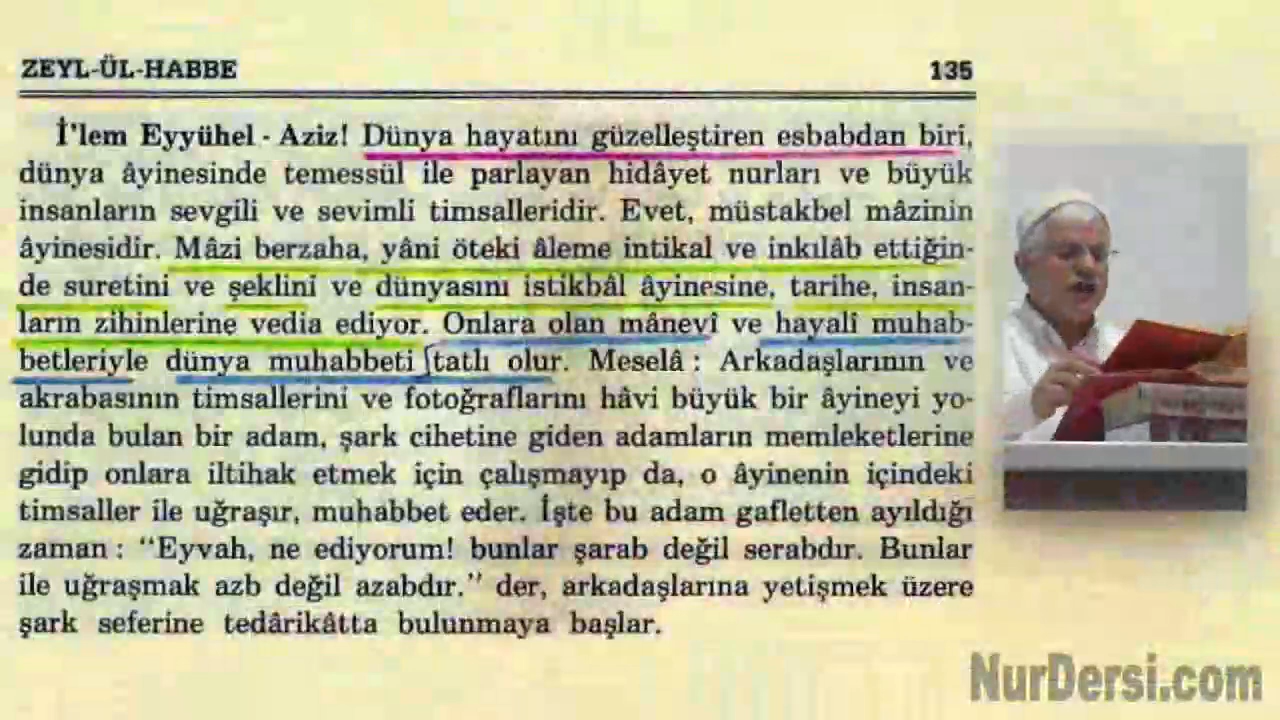 ZEYL-ÜL-HABBE 135
İ'lem Eyyühel - Aziz! Dünya hayatını güzelleştiren esbabdan biri,
dünya âyinesinde temessül ile parlayan hidâyet nurları ve büyük
insanların sevgili ve sevimli timsalleridir. Evet, müstakbel mâzinin
âyinesidir. Mâzi berzaha, yâni öteki âleme intikal ve inkılâb ettiğin-
de suretini ve şeklini ve dünyasını istikbâl âyinesine, tarihe, insan-
ların zihinlerine vedia ediyor. Onlara olan mânevî ve hayalî muhab-
betleriyle dünya muhabbeti tatlı olur. Meselâ : Arkadaşlarının ve
akrabasının timsallerini ve fotoğraflarını hâvi büyük bir âyineyi yo-
lunda bulan bir adam, şark cihetine giden adamların memleketlerine
gidip onlara iltihak etmek için çalışmayıp da, o âyinenin içindeki
timsaller ile uğraşır, muhabbet eder. İşte bu adam gafletten ayıldığı
zaman : "Eyvah, ne ediyorum! bunlar şarab değil serabdır. Bunlar
ile uğraşmak azb değil azabdır." der, arkadaşlarına yetişmek üzere
şark seferine tedârikâtta bulunmaya başlar.
NurDersi.com